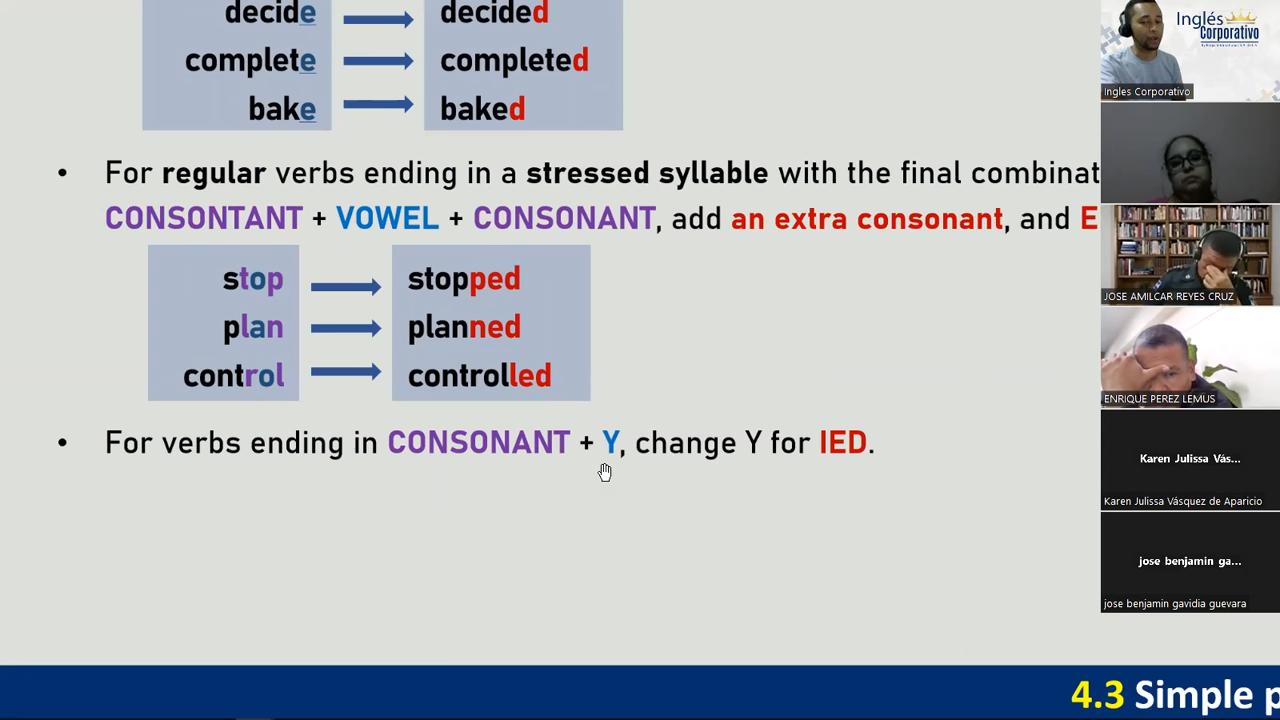 decide decided
complete completed
bake baked
• For regular verbs ending in a stressed syllable with the final combinat
CONSONTANT + VOWEL + CONSONANT, add an extra consonant, and E
stop stopped
plan planned
control controlled
• For verbs ending in CONSONANT + Y, change Y for IED.
4.3 Simple p
Inglés
Corporativo
Ingles Corporativo
JOSE AMILCAR REYES CRUZ
ENRIQUE PEREZ LEMUS
Karen Julissa Vás...
Karen Julissa Vásquez de Aparicio
jose benjamin ga...
jose benjamin gavidia guevara